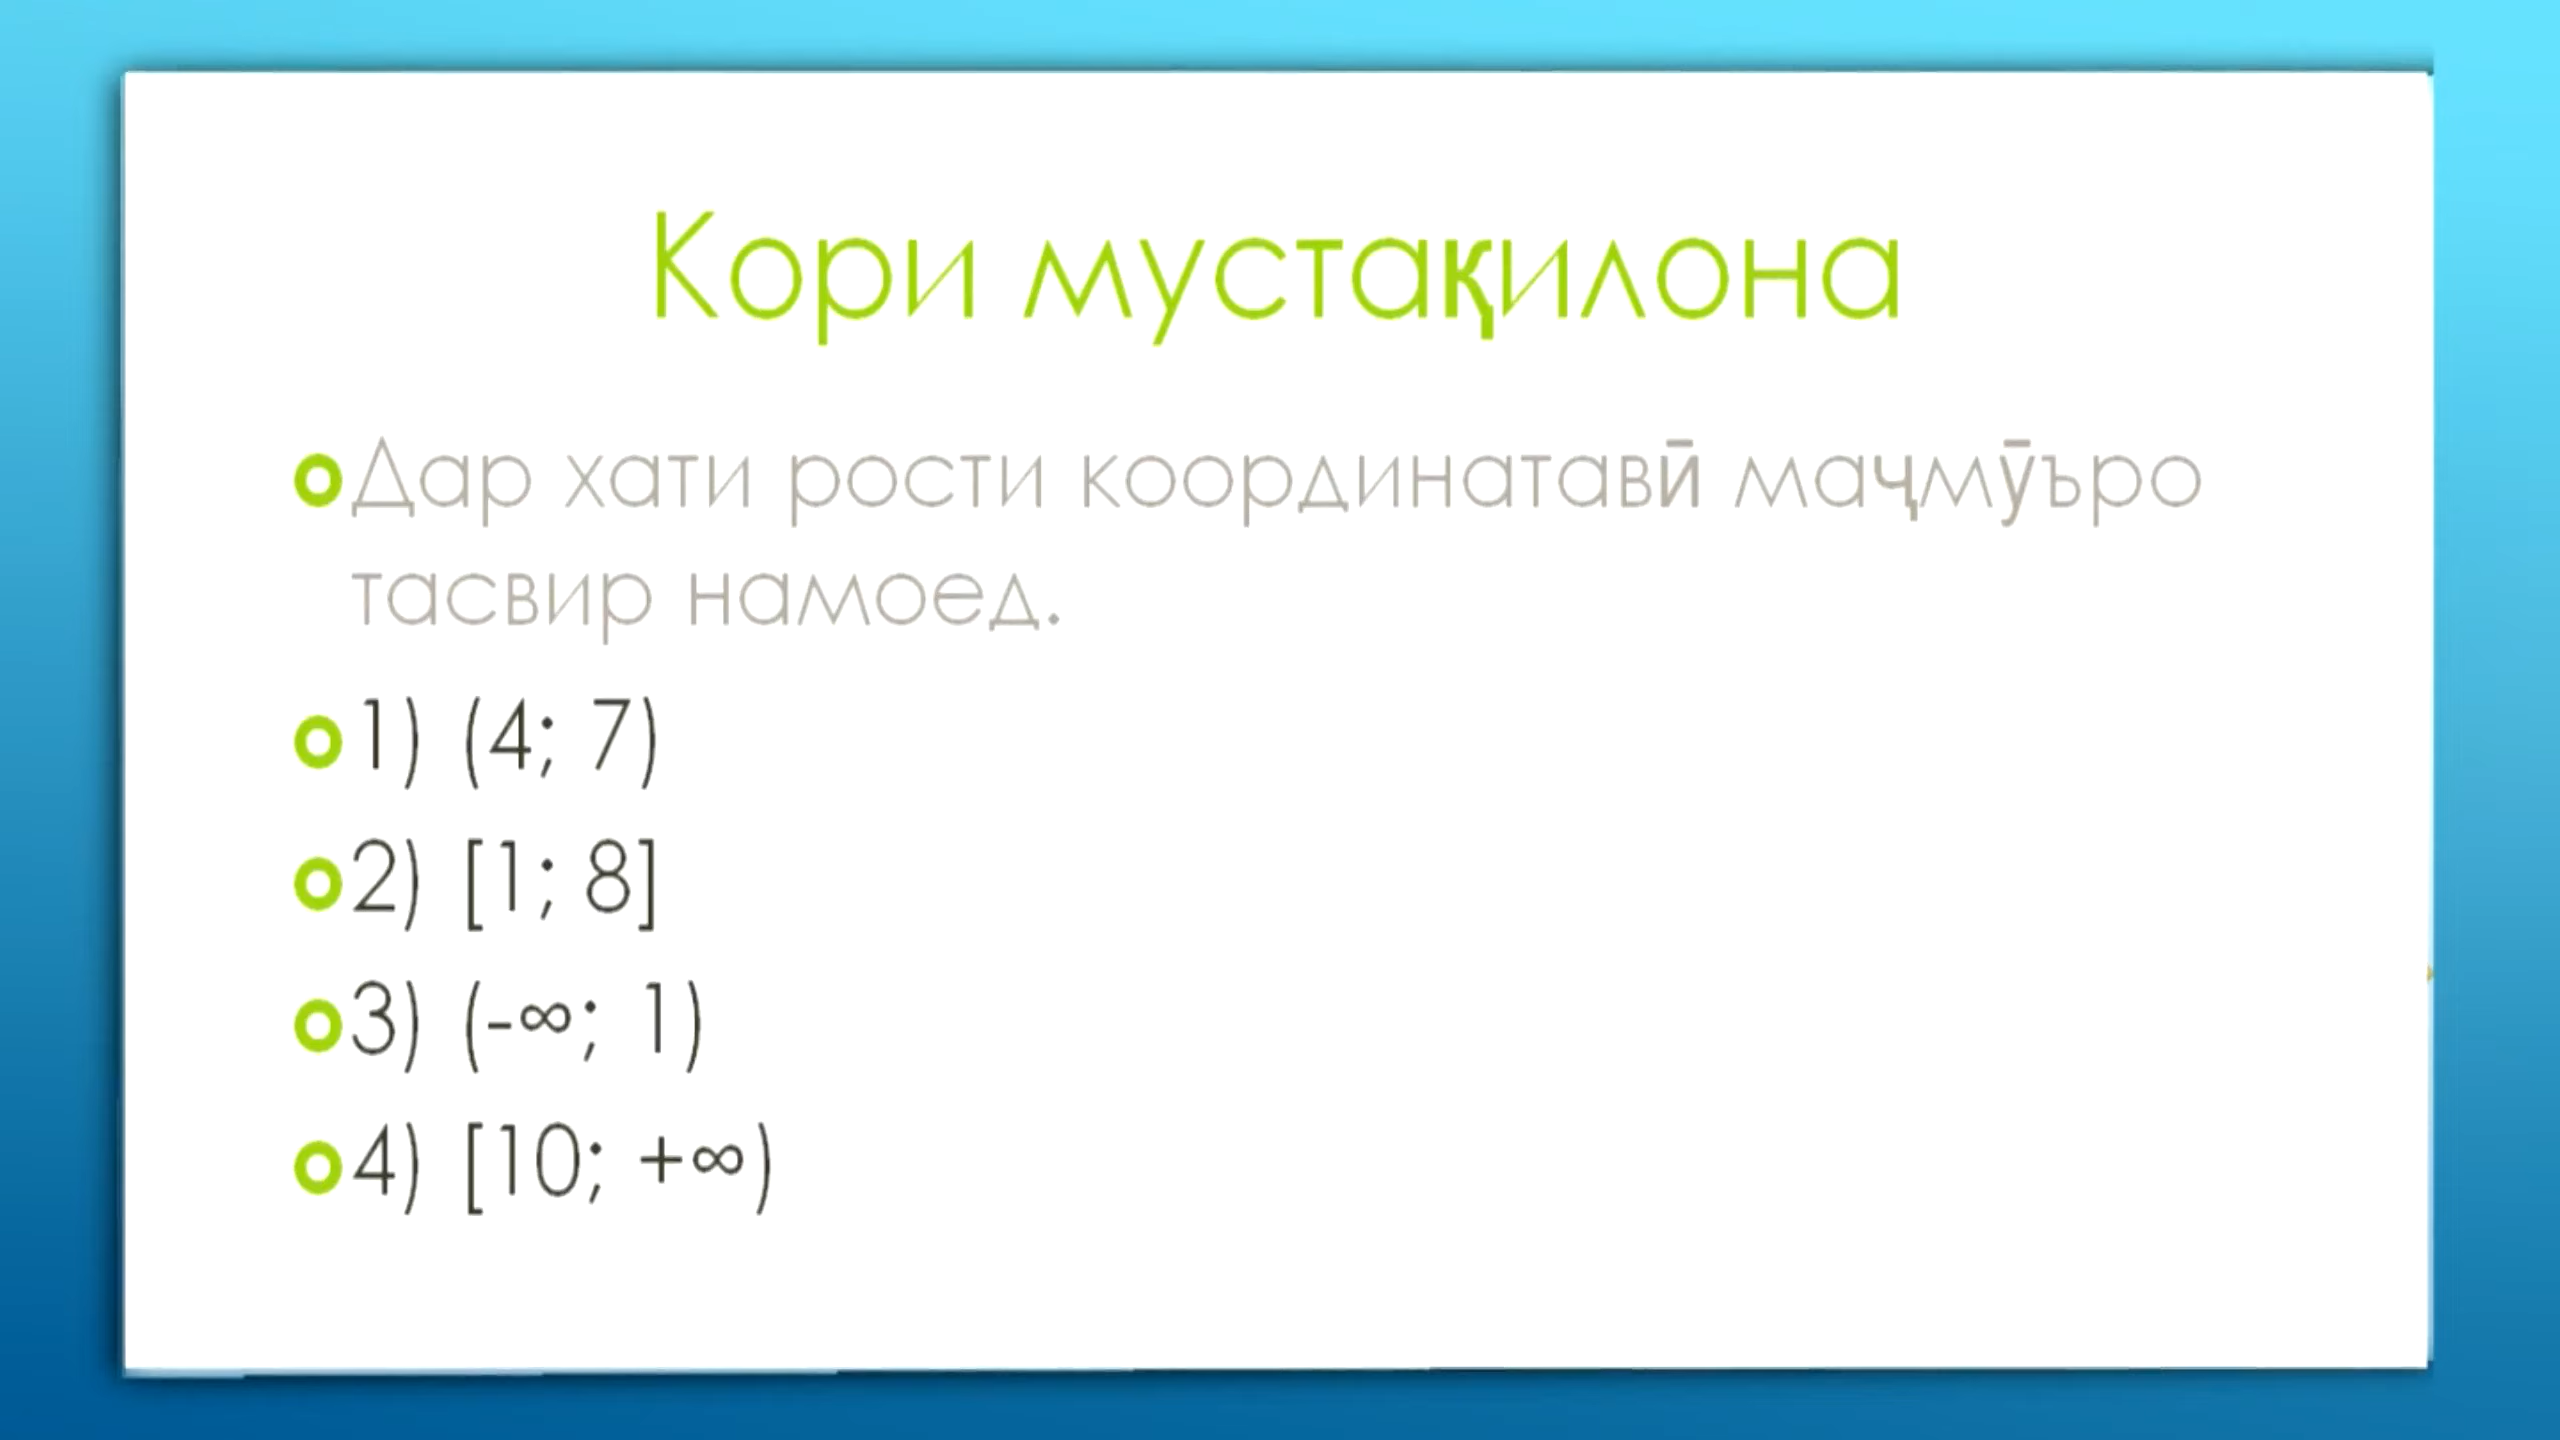 Кори мустақилона
Дар хати рости координатавӣ маҷмӯъро
тасвир намоед.
1) (4; 7)
2) [1; 8]
3) (-∞; 1)
4) [10; +∞)